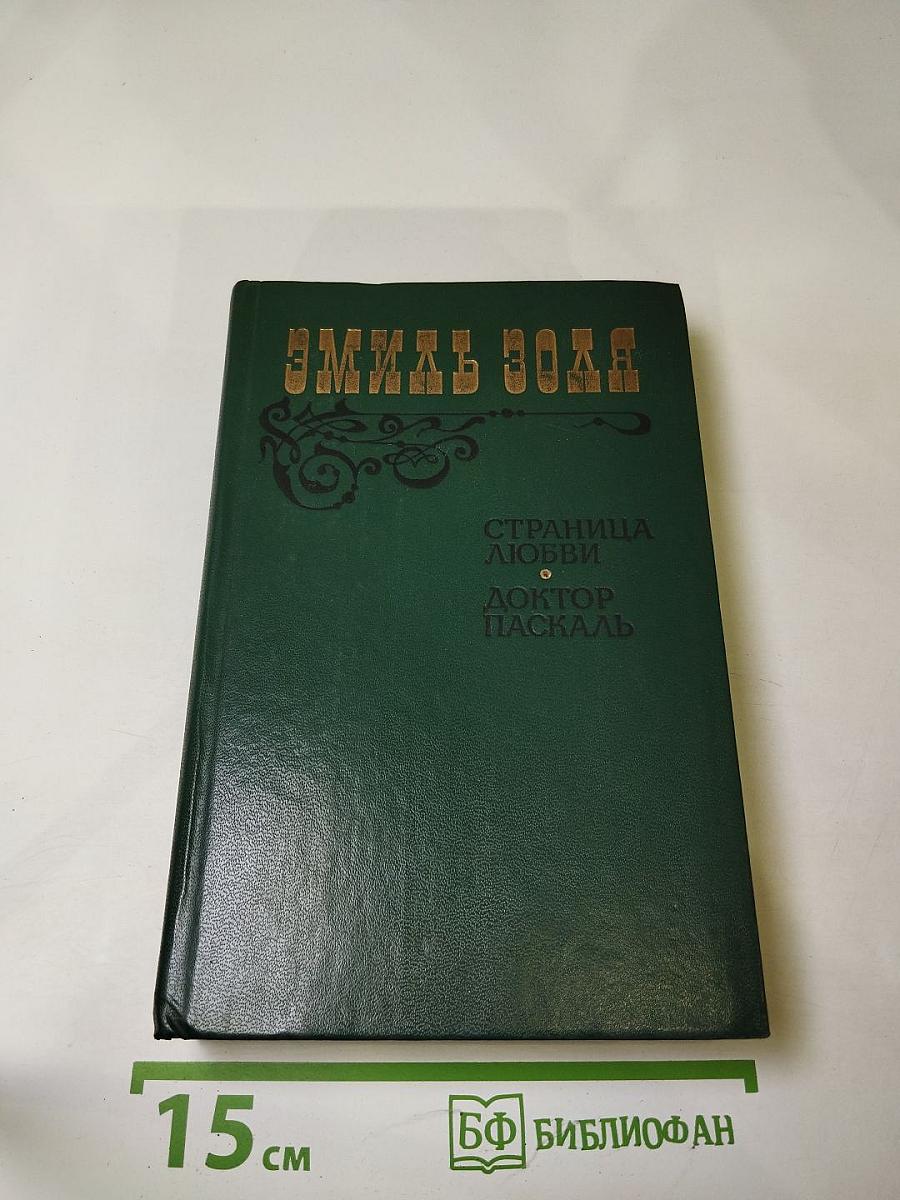 ЭМИЛЬ ЗОЛЯ
СТРАНИЦА
ЛЮБВИ
ДОКТОР
ПАСКАЛЬ
15 см
БФ БИБЛИОФАН